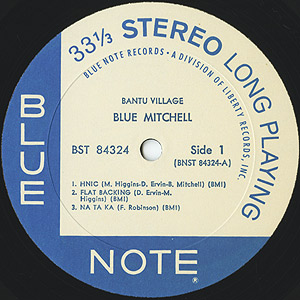 33⅓ STEREO LONG PLAYING
BLUE NOTE RECORDS • A DIVISION OF LIBERTY RECORDS, INC.
BANTU VILLAGE
BLUE MITCHELL
BST 84324 Side 1
(BNST 84324-A)
1. HNIC (M. Higgins-D. Ervin-B. Mitchell) (BMI)
2. FLAT BACKING (D. Ervin-M.
Higgins) (BMI)
3. NA TA KA (F. Robinson) (BMI)
BLUE
NOTE ®